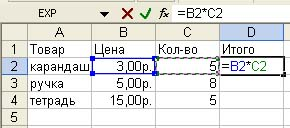 EXP =B2*C2
A B C D
1 Товар Цена Кол-во Итого
2 карандаш 3,00р. 5 =B2*C2
3 ручка 5,00р. 8
4 тетрадь 15,00р. 5